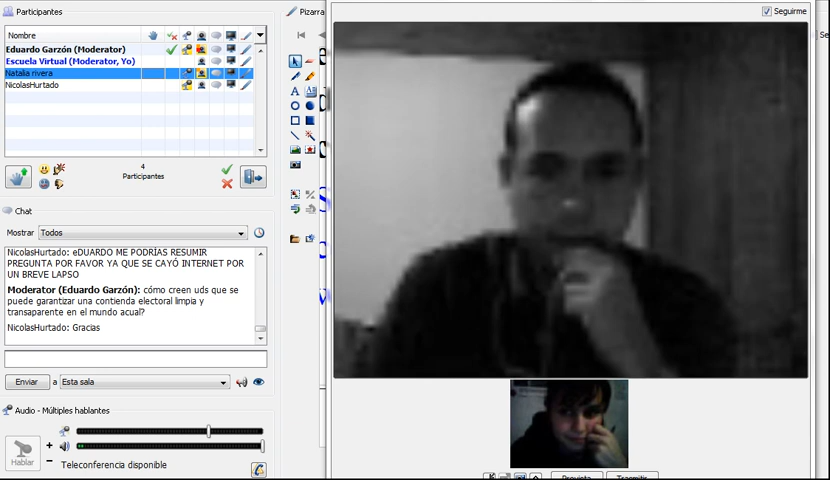 Participantes
Nombre
Eduardo Garzón (Moderator)
Escuela Virtual (Moderator, Yo)
Natalia rivera
NicolasHurtado
4
Participantes
Chat
Mostrar Todos
NicolasHurtado: eDUARDO ME PODRÍAS RESUMIR
PREGUNTA POR FAVOR YA QUE SE CAYÓ INTERNET POR
UN BREVE LAPSO
Moderator (Eduardo Garzón): cómo creen uds que se
puede garantizar una contienda electoral limpia y
transaparente en el mundo acual?
NicolasHurtado: Gracias
Enviar a Esta sala
Audio - Múltiples hablantes
Hablar
Teleconferencia disponible
Pizarra
Seguirme